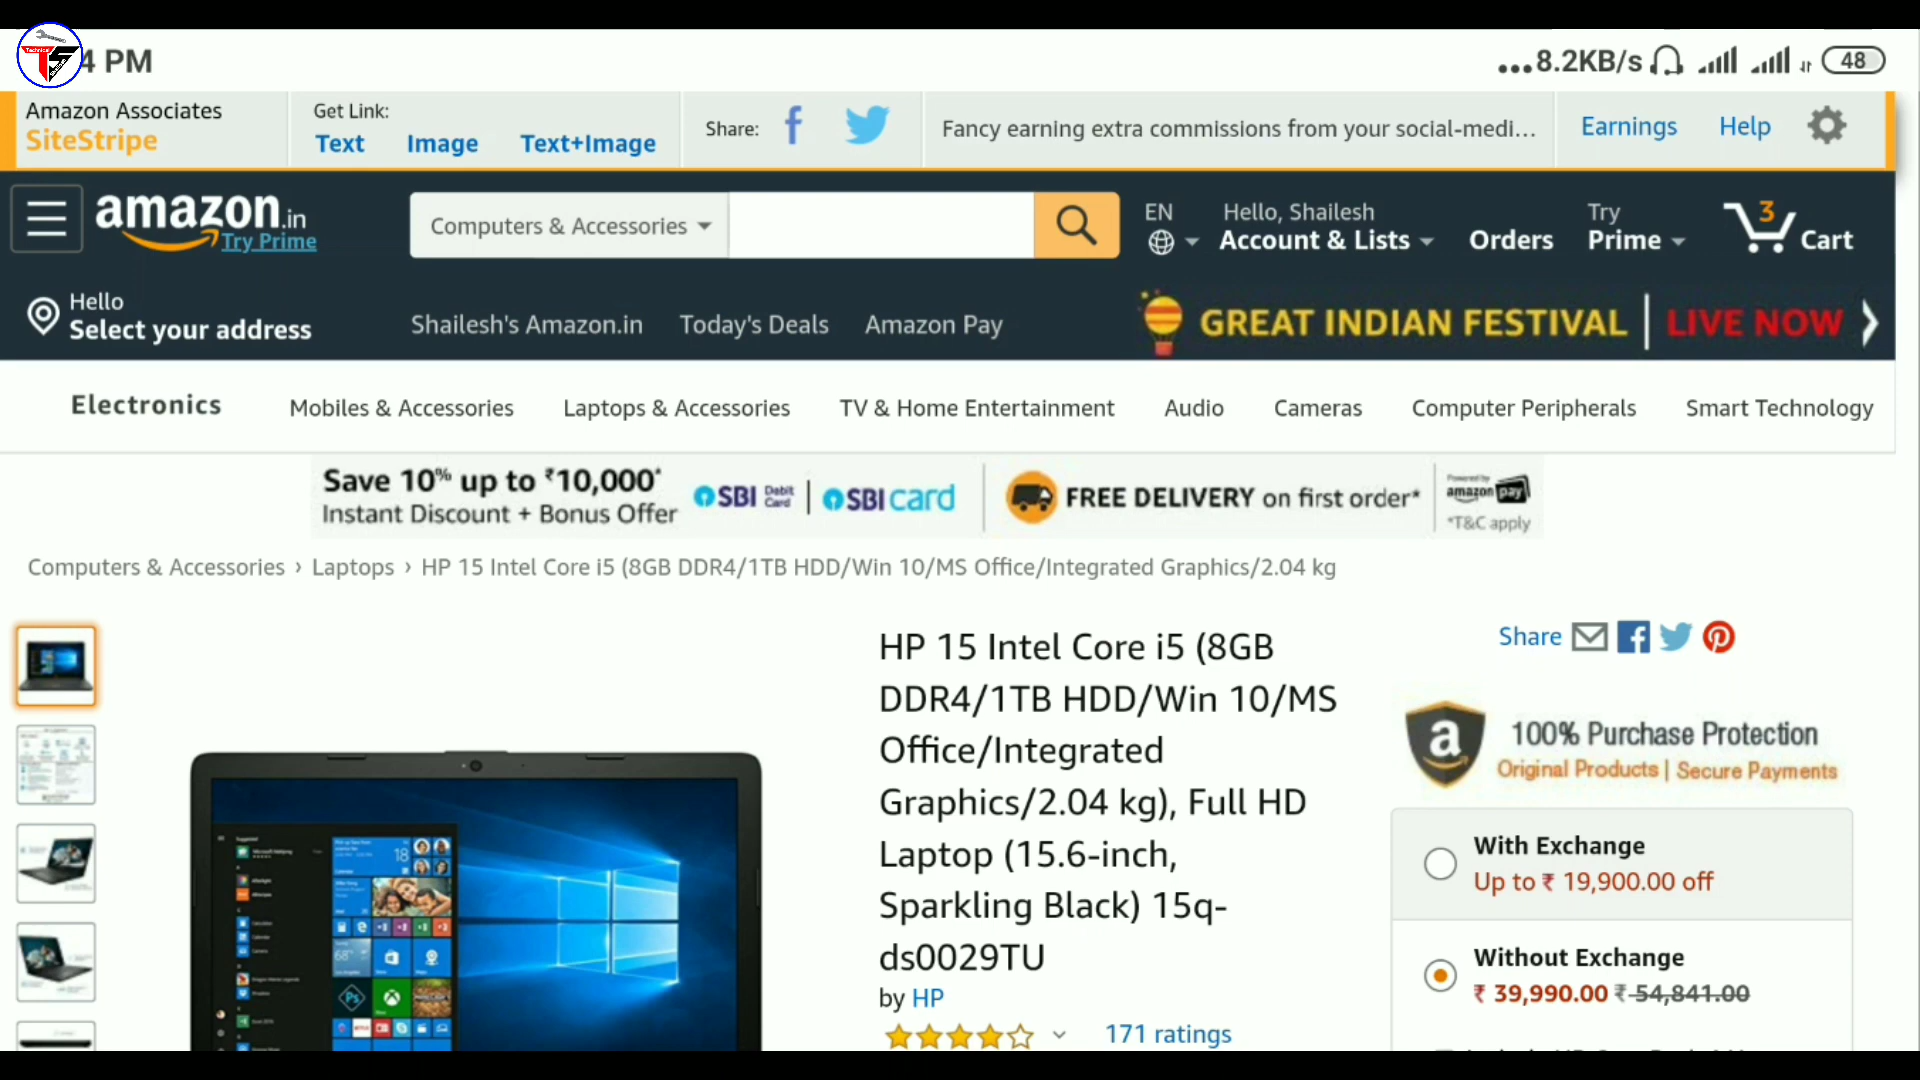 4 PM
...8.2KB/s
48
Amazon Associates
SiteStripe
Get Link:
Text Image Text+Image
Share:
Fancy earning extra commissions from your social-medi...
Earnings
Help
amazon.in
Try Prime
Computers & Accessories
EN
Hello, Shailesh
Account & Lists
Orders
Try
Prime
3
Cart
Hello
Select your address
Shailesh's Amazon.in
Today's Deals
Amazon Pay
GREAT INDIAN FESTIVAL | LIVE NOW
Electronics
Mobiles & Accessories
Laptops & Accessories
TV & Home Entertainment
Audio
Cameras
Computer Peripherals
Smart Technology
Save 10% up to ₹10,000*
Instant Discount + Bonus Offer
SBI Debit Card
SBI card
FREE DELIVERY on first order*
Powered by
amazon pay
*T&C apply
Computers & Accessories › Laptops › HP 15 Intel Core i5 (8GB DDR4/1TB HDD/Win 10/MS Office/Integrated Graphics/2.04 kg
HP 15 Intel Core i5 (8GB
DDR4/1TB HDD/Win 10/MS
Office/Integrated
Graphics/2.04 kg), Full HD
Laptop (15.6-inch,
Sparkling Black) 15q-
ds0029TU
by HP
171 ratings
Share
100% Purchase Protection
Original Products | Secure Payments
With Exchange
Up to ₹ 19,900.00 off
Without Exchange
₹ 39,990.00 ₹ 54,841.00